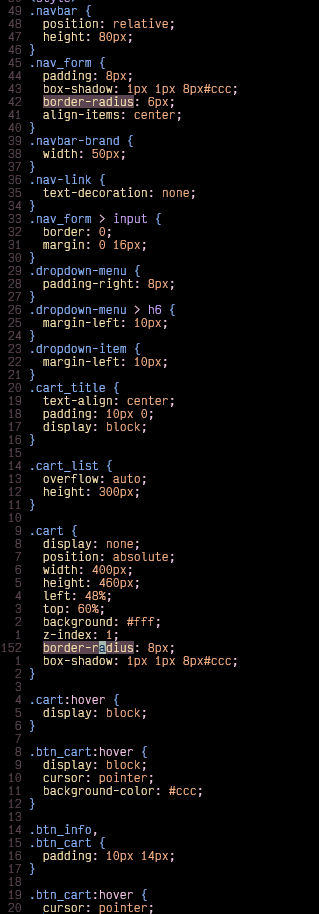 49 .navbar {
48 position: relative;
47 height: 80px;
46 }
45 .nav_form {
44 padding: 8px;
43 box-shadow: 1px 1px 8px#ccc;
42 border-radius: 6px;
41 align-items: center;
40 }
39 .navbar-brand {
38 width: 50px;
37 }
36 .nav-link {
35 text-decoration: none;
34 }
33 .nav_form > input {
32 border: 0;
31 margin: 0 16px;
30 }
29 .dropdown-menu {
28 padding-right: 8px;
27 }
26 .dropdown-menu > h6 {
25 margin-left: 10px;
24 }
23 .dropdown-item {
22 margin-left: 10px;
21 }
20 .cart_title {
19 text-align: center;
18 padding: 10px 0;
17 display: block;
16 }
15
14 .cart_list {
13 overflow: auto;
12 height: 300px;
11 }
10
9 .cart {
8 display: none;
7 position: absolute;
6 width: 400px;
5 height: 460px;
4 left: 48%;
3 top: 60%;
2 background: #fff;
1 z-index: 1;
152 border-radius: 8px;
1 box-shadow: 1px 1px 8px#ccc;
2 }
3
4 .cart:hover {
5 display: block;
6 }
7
8 .btn_cart:hover {
9 display: block;
10 cursor: pointer;
11 background-color: #ccc;
12 }
13
14 .btn_info,
15 .btn_cart {
16 padding: 10px 14px;
17 }
18
19 .btn_cart:hover {
20 cursor: pointer;